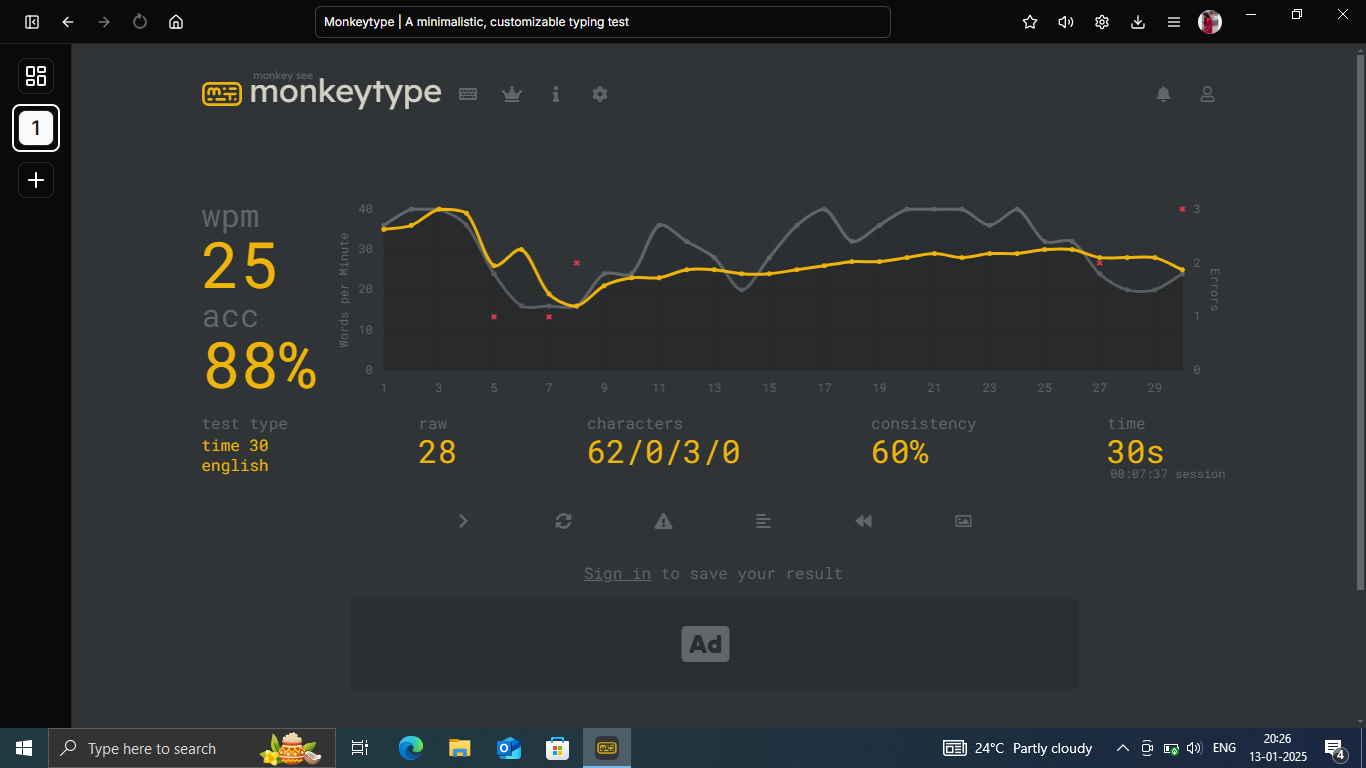 Monkeytype | A minimalistic, customizable typing test
1
monkey see
monkeytype
wpm
25
acc
88%
Words per Minute
40
30
20
10
0
3
2
1
0
Errors
1 3 5 7 9 11 13 15 17 19 21 23 25 27 29
test type
time 30
english
raw
28
characters
62/0/3/0
consistency
60%
time
30s
00:07:37 session
Sign in to save your result
Ad
Type here to search
24°C Partly cloudy
ENG
20:26
13-01-2025
4